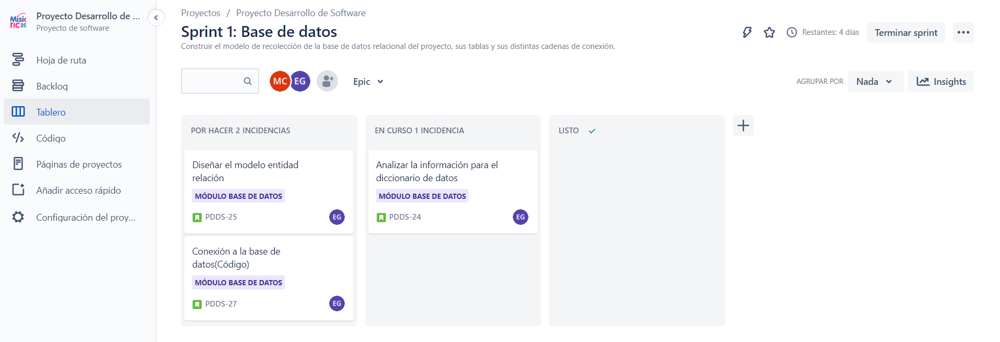 Misic
TIC20
Proyecto Desarrollo de ...
Proyecto de software
Hoja de ruta
Backlog
Tablero
Código
Páginas de proyectos
Añadir acceso rápido
Configuración del proy...
Proyectos / Proyecto Desarrollo de Software
Sprint 1: Base de datos
Construir el modelo de recolección de la base de datos relacional del proyecto, sus tablas y sus distintas cadenas de conexión.
Restantes: 4 días
Terminar sprint
MC
EG
Epic
AGRUPAR POR
Nada
Insights
POR HACER 2 INCIDENCIAS
Diseñar el modelo entidad
relación
MÓDULO BASE DE DATOS
PDDS-25
EG
Conexión a la base de
datos(Código)
MÓDULO BASE DE DATOS
PDDS-27
EG
EN CURSO 1 INCIDENCIA
Analizar la información para el
diccionario de datos
MÓDULO BASE DE DATOS
PDDS-24
EG
LISTO